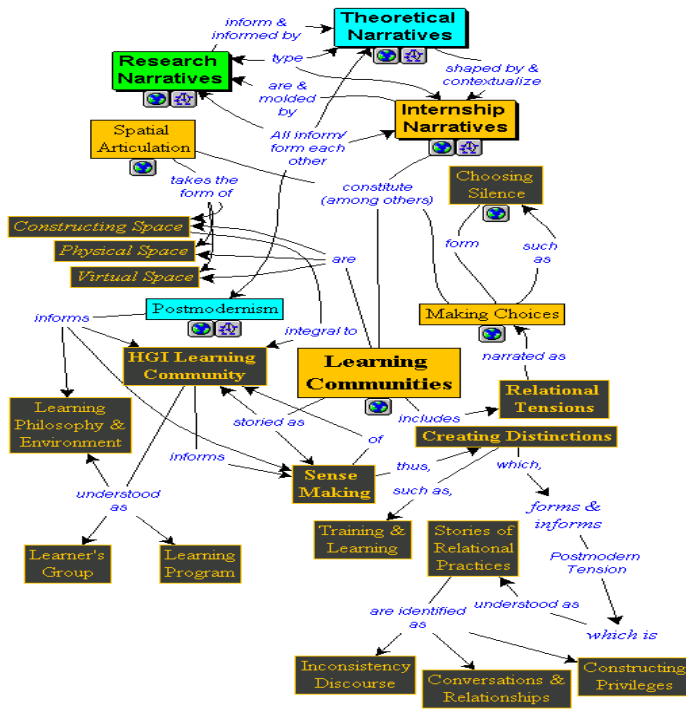 inform &
informed by
Theoretical
Narratives
Research
Narratives
type
shaped by &
contextualize
are &
molded
by
Internship
Narratives
Spatial
Articulation
All inform/
form each
other
takes the
form of
constitute
(among others)
Choosing
Silence
Constructing Space
Physical Space
Virtual Space
are
form
such
as
informs
Postmodernism
integral to
Making Choices
HGI Learning
Community
Learning
Communities
narrated as
Relational
Tensions
Learning
Philosophy &
Environment
storied as
includes
Creating Distinctions
of
informs
Sense
Making
thus,
which,
such as,
understood
as
forms &
informs
Training &
Learning
Stories of
Relational
Practices
Learner's
Group
Learning
Program
Postmodern
Tension
understood as
are identified
as
which is
Inconsistency
Discourse
Conversations &
Relationships
Constructing
Privileges